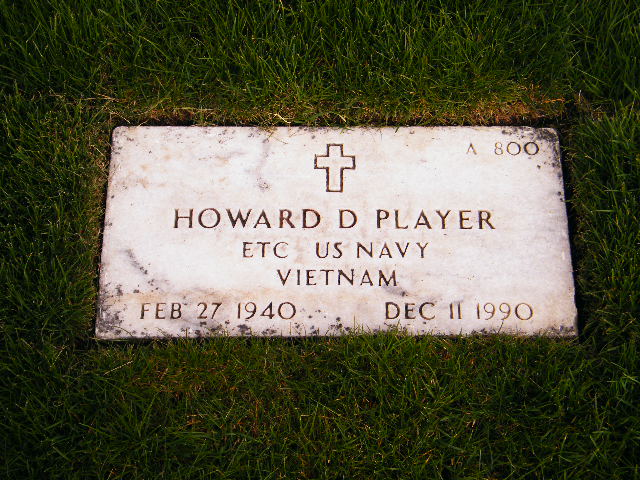 A 800
HOWARD D PLAYER
ETC US NAVY
VIETNAM
FEB 27 1940 DEC 11 1990